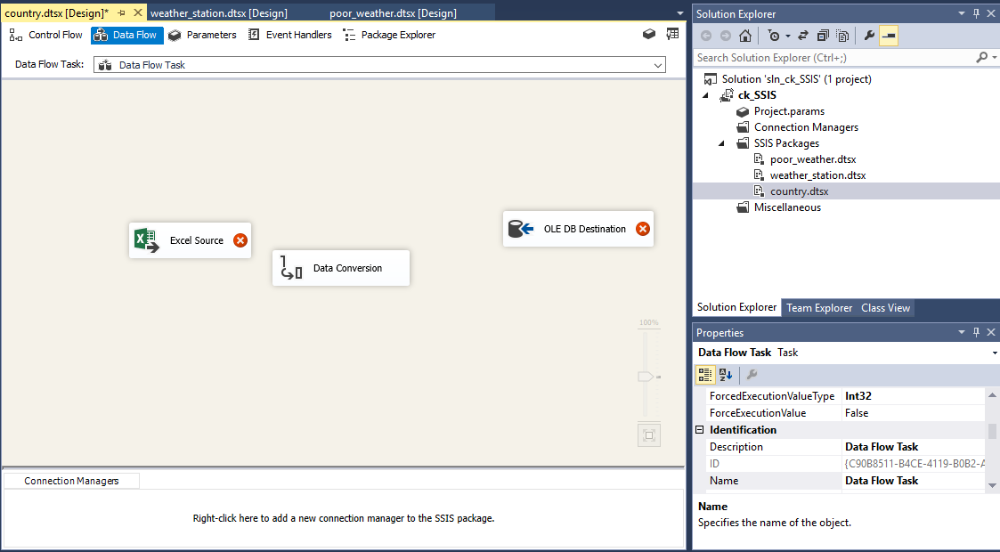 country.dtsx [Design]*
weather_station.dtsx [Design]
poor_weather.dtsx [Design]
Control Flow
Data Flow
Parameters
Event Handlers
Package Explorer
Data Flow Task:
Data Flow Task
Excel Source
Data Conversion
OLE DB Destination
100%
Connection Managers
Right-click here to add a new connection manager to the SSIS package.
Solution Explorer
Search Solution Explorer (Ctrl+;)
Solution 'sln_ck_SSIS' (1 project)
ck_SSIS
Project.params
Connection Managers
SSIS Packages
poor_weather.dtsx
weather_station.dtsx
country.dtsx
Miscellaneous
Solution Explorer
Team Explorer
Class View
Properties
Data Flow Task Task
ForcedExecutionValueType Int32
ForceExecutionValue False
Identification
Description Data Flow Task
ID {C90B8511-B4CE-4119-B0B2-A
Name Data Flow Task
Name
Specifies the name of the object.